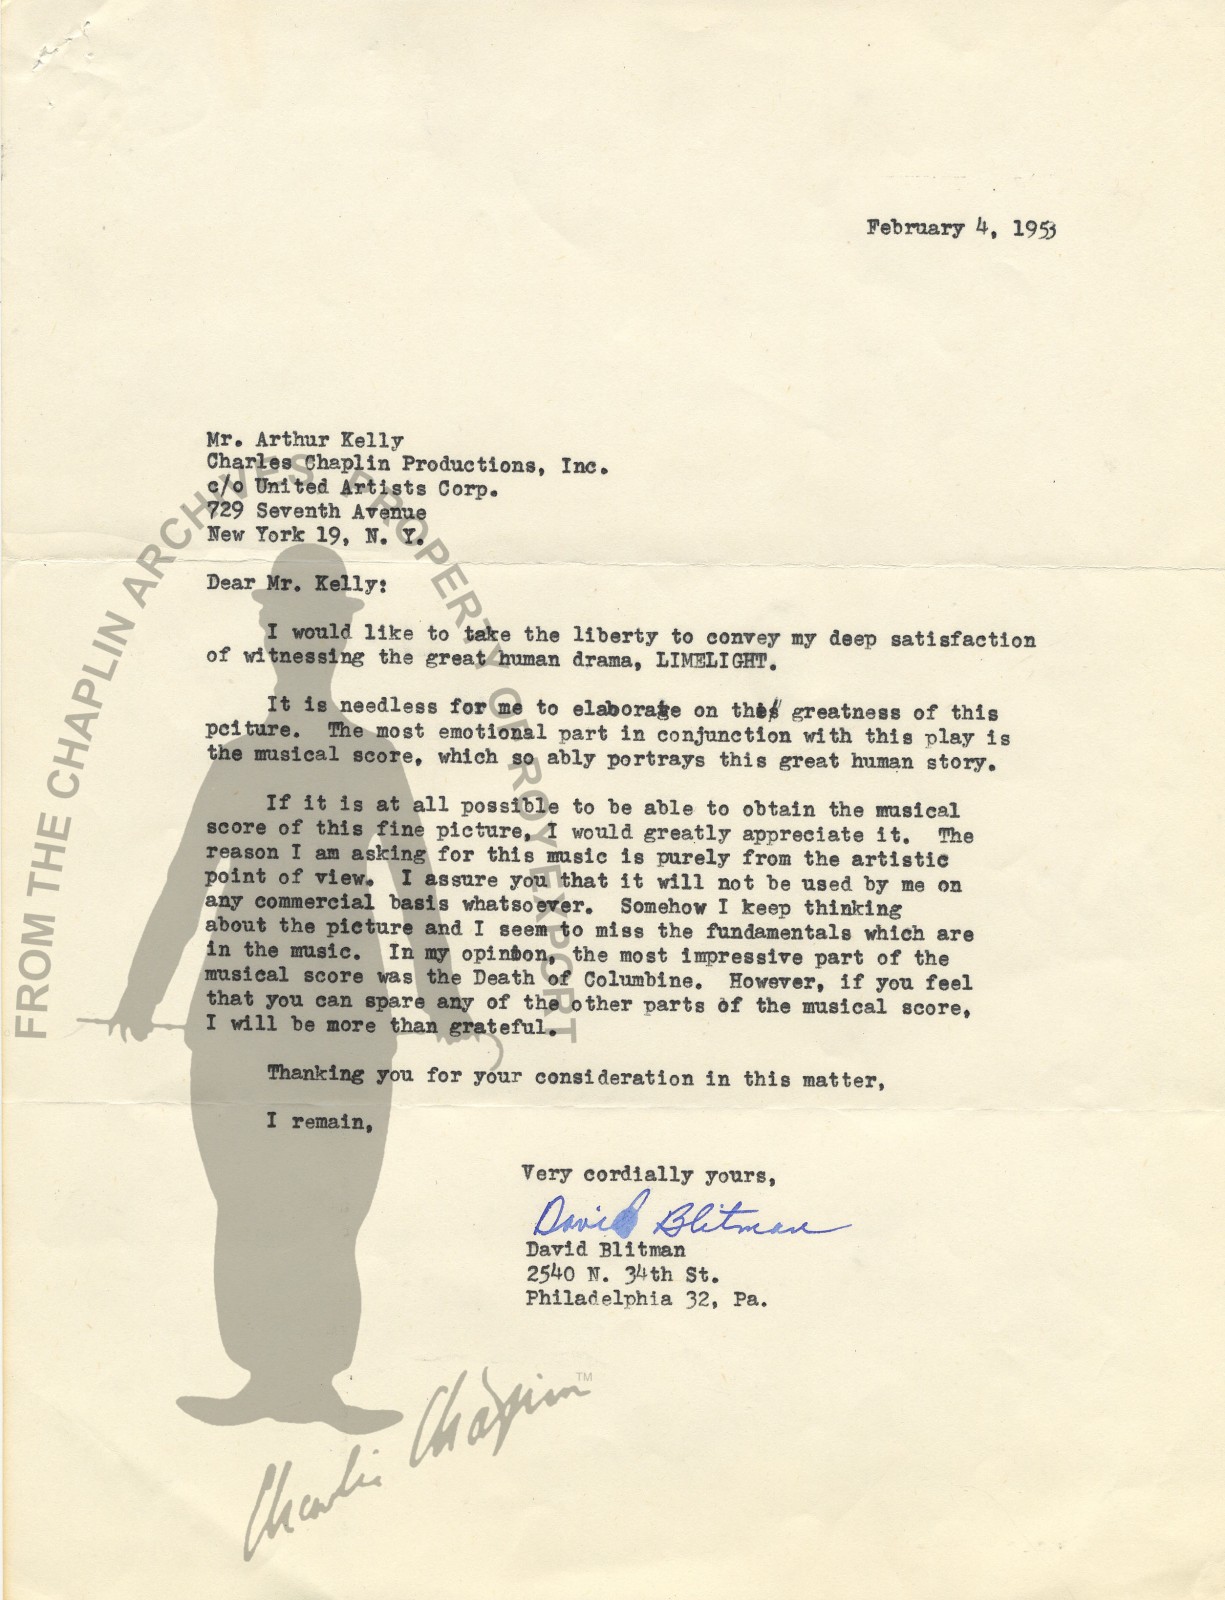 February 4, 1953
Mr. Arthur Kelly
Charles Chaplin Productions, Inc.
c/o United Artists Corp.
729 Seventh Avenue
New York 19, N. Y.
Dear Mr. Kelly:
I would like to take the liberty to convey my deep satisfaction
of witnessing the great human drama, LIMELIGHT.
It is needless for me to elaborate on the greatness of this
pciture. The most emotional part in conjunction with this play is
the musical score, which so ably portrays this great human story.
If it is at all possible to be able to obtain the musical
score of this fine picture, I would greatly appreciate it. The
reason I am asking for this music is purely from the artistic
point of view. I assure you that it will not be used by me on
any commercial basis whatsoever. Somehow I keep thinking
about the picture and I seem to miss the fundamentals which are
in the music. In my opinion, the most impressive part of the
musical score was the Death of Columbine. However, if you feel
that you can spare any of the other parts of the musical score,
I will be more than grateful.
Thanking you for your consideration in this matter,
I remain,
Very cordially yours,
David Blitman
David Blitman
2540 N. 34th St.
Philadelphia 32, Pa.
FROM THE CHAPLIN ARCHIVES PROPERTY OF ROY EXPORT
Charlie Chaplin TM